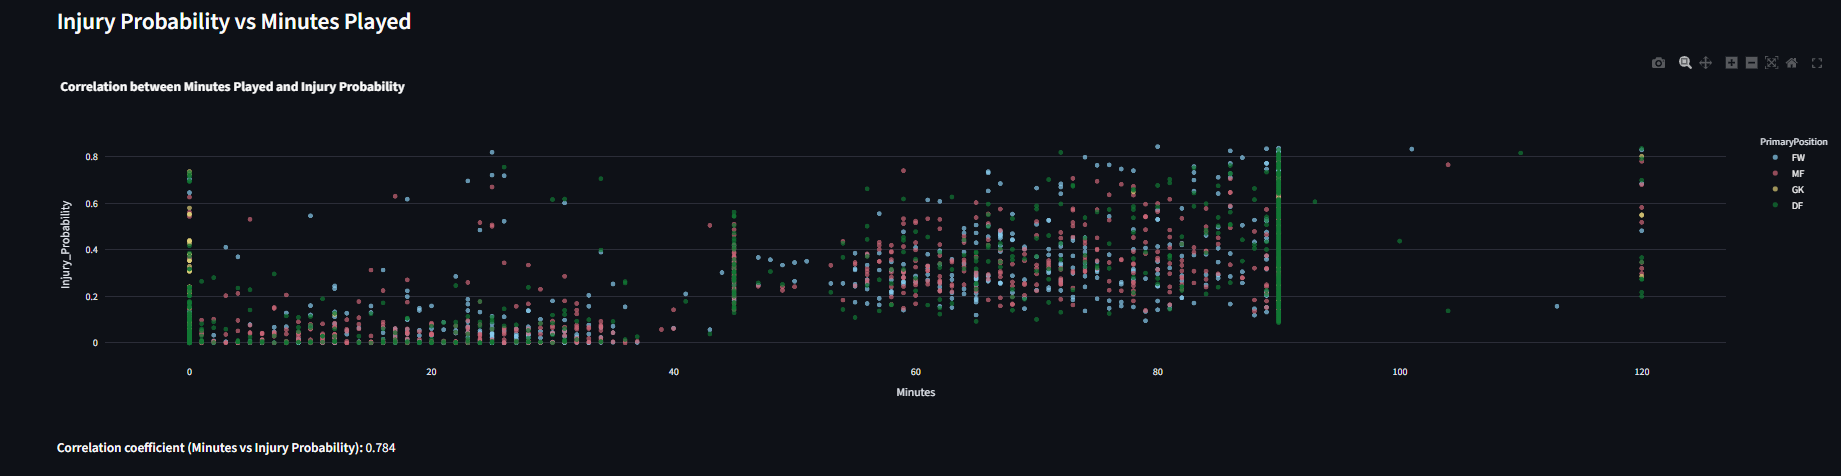 Injury Probability vs Minutes Played
Correlation between Minutes Played and Injury Probability
PrimaryPosition
FW
MF
GK
DF
Injury_Probability
0.8
0.6
0.4
0.2
0
0 20 40 60 80 100 120
Minutes
Correlation coefficient (Minutes vs Injury Probability): 0.784